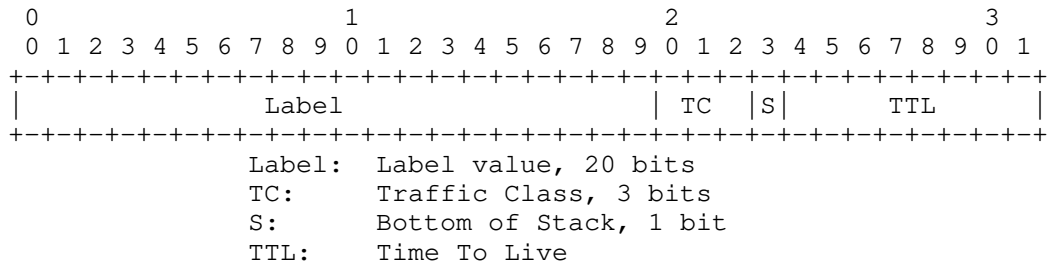 0                   1                   2                   3
 0 1 2 3 4 5 6 7 8 9 0 1 2 3 4 5 6 7 8 9 0 1 2 3 4 5 6 7 8 9 0 1
+-+-+-+-+-+-+-+-+-+-+-+-+-+-+-+-+-+-+-+-+-+-+-+-+-+-+-+-+-+-+-+-+
|                Label                  | TC  |S|      TTL      |
+-+-+-+-+-+-+-+-+-+-+-+-+-+-+-+-+-+-+-+-+-+-+-+-+-+-+-+-+-+-+-+-+
               Label:  Label value, 20 bits
               TC:     Traffic Class, 3 bits
               S:      Bottom of Stack, 1 bit
               TTL:    Time To Live